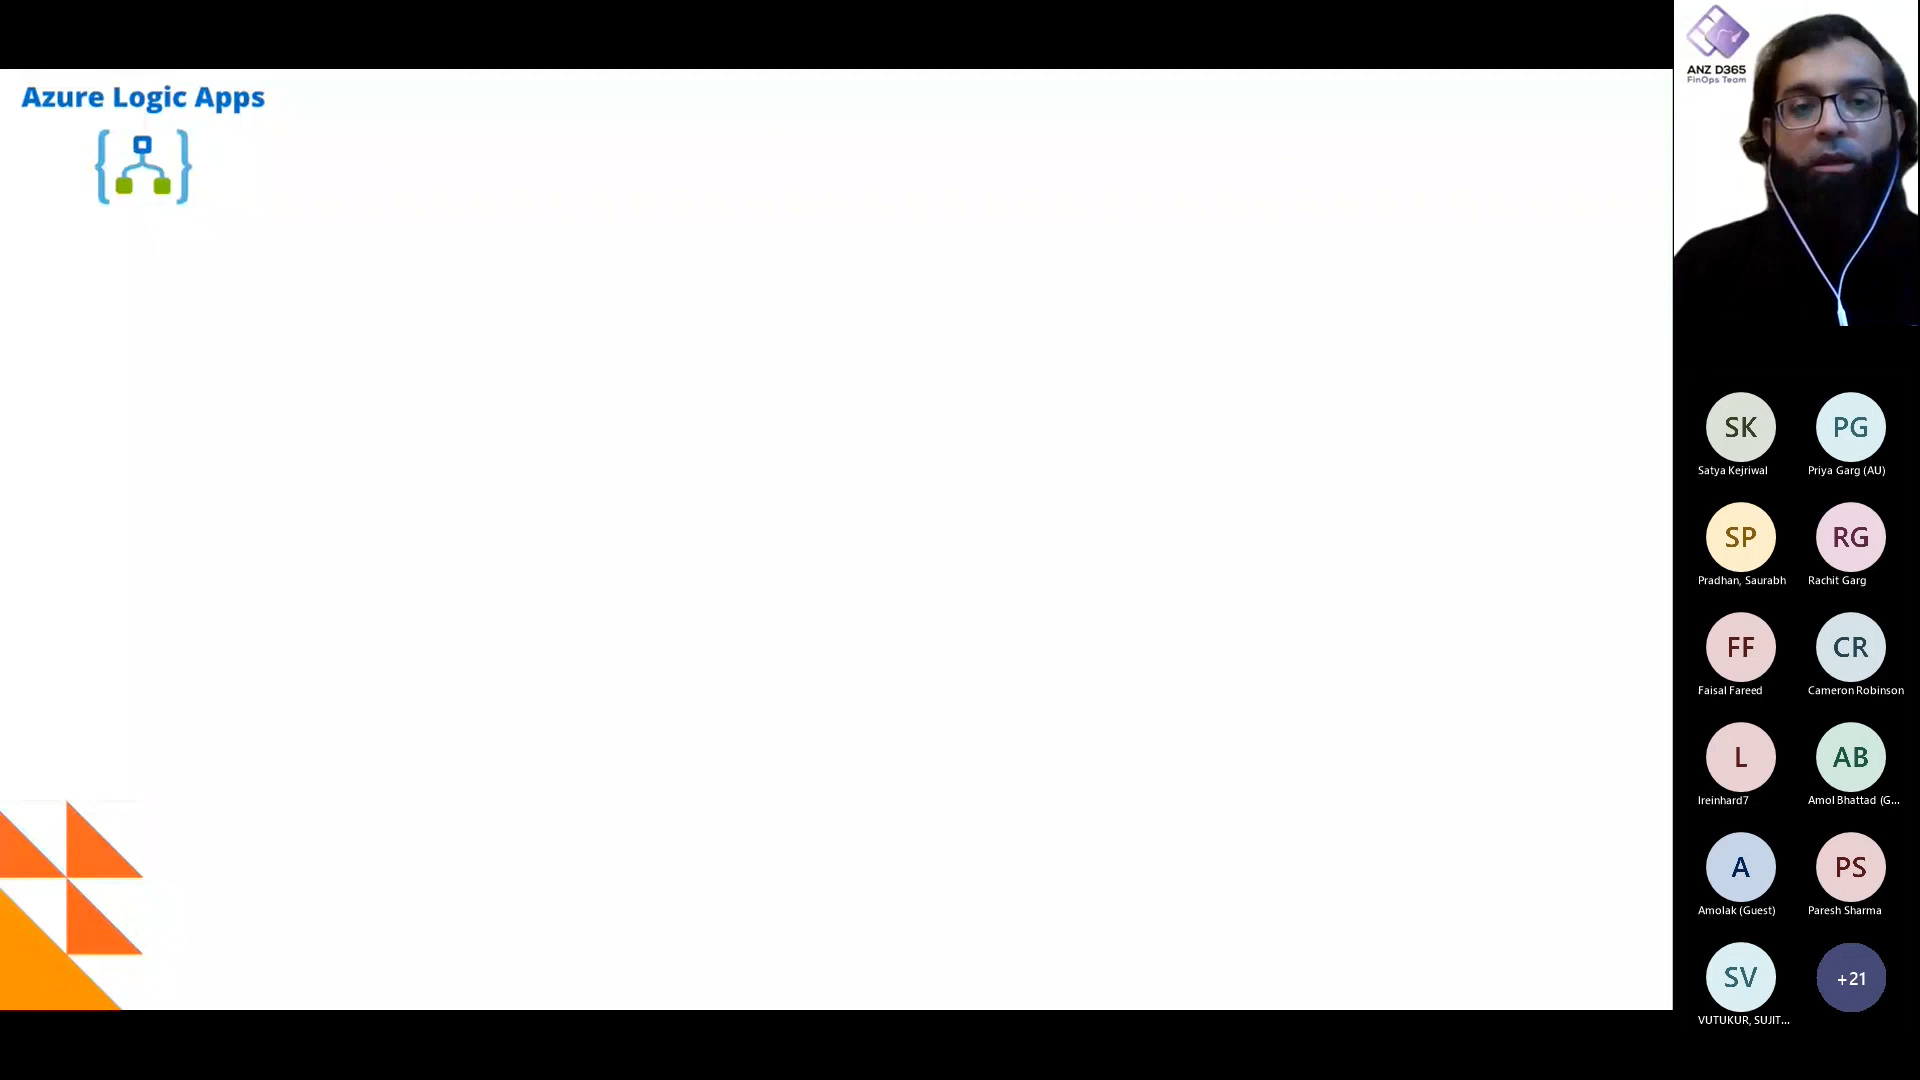 Azure Logic Apps
ANZ D365
FinOps Team
SK
PG
Satya Kejriwal
Priya Garg (AU)
SP
RG
Pradhan, Saurabh
Rachit Garg
FF
CR
Faisal Fareed
Cameron Robinson
L
AB
lreinhard7
Amol Bhattad (G...
A
PS
Amolak (Guest)
Paresh Sharma
SV
+21
VUTUKUR, SUJIT...